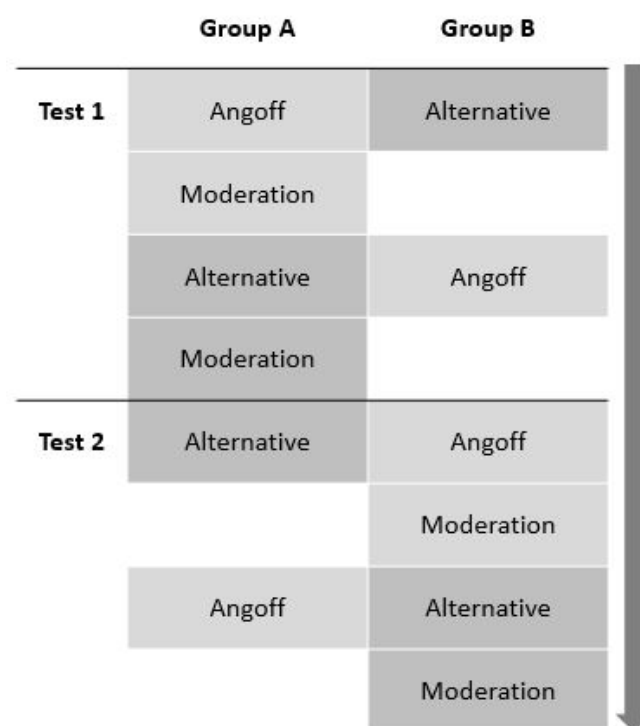 Group A Group B
Test 1 Angoff Alternative
Moderation
Alternative Angoff
Moderation
Test 2 Alternative Angoff
Moderation
Angoff Alternative
Moderation